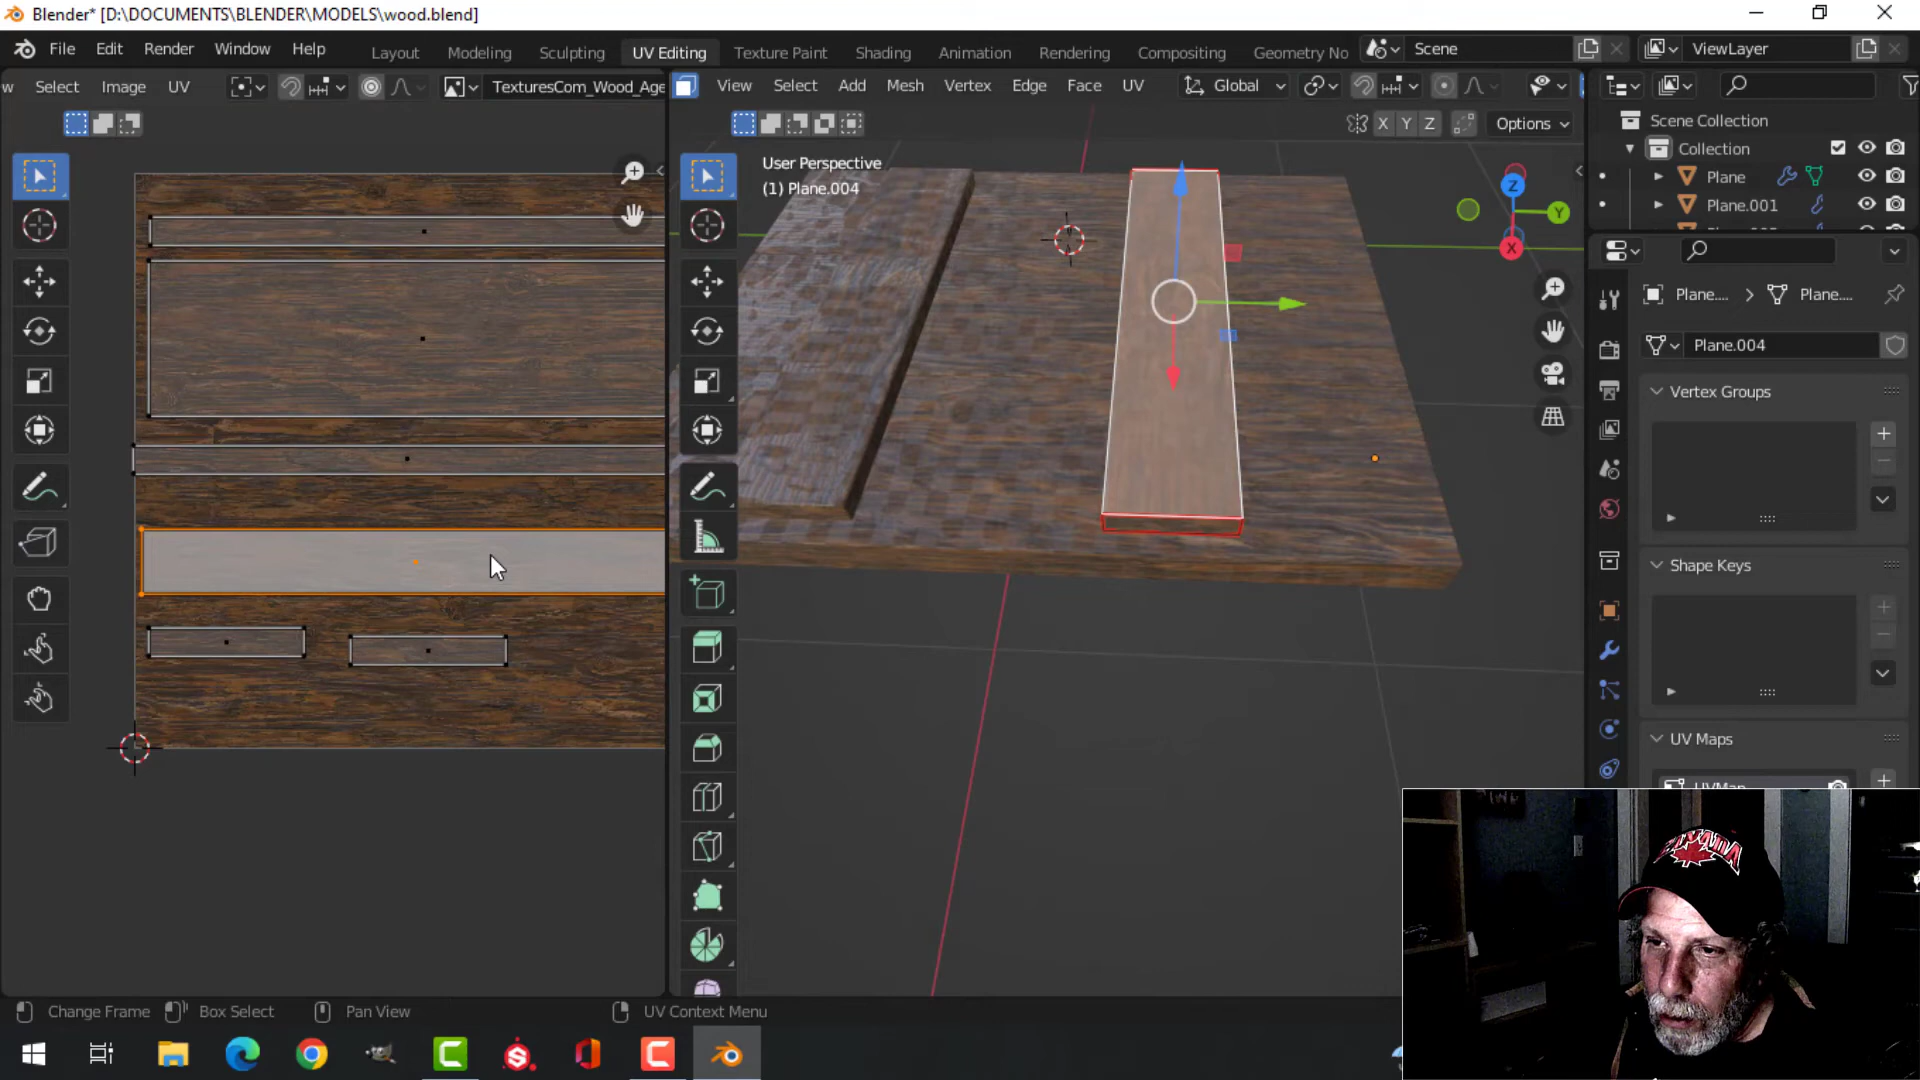 Blender* [D:\DOCUMENTS\BLENDER\MODELS\wood.blend]
File Edit Render Window Help
Layout Modeling Sculpting UV Editing Texture Paint Shading Animation Rendering Compositing Geometry No
Scene
ViewLayer
w Select Image UV
TexturesCom_Wood_Age
View Select Add Mesh Vertex Edge Face UV
Global
X Y Z
Options
User Perspective
(1) Plane.004
Z
Y
X
Scene Collection
Collection
Plane
Plane.001
Plane....
Plane....
Plane.004
Vertex Groups
Shape Keys
UV Maps
UVMap
CANADA
Change Frame
Box Select
Pan View
UV Context Menu